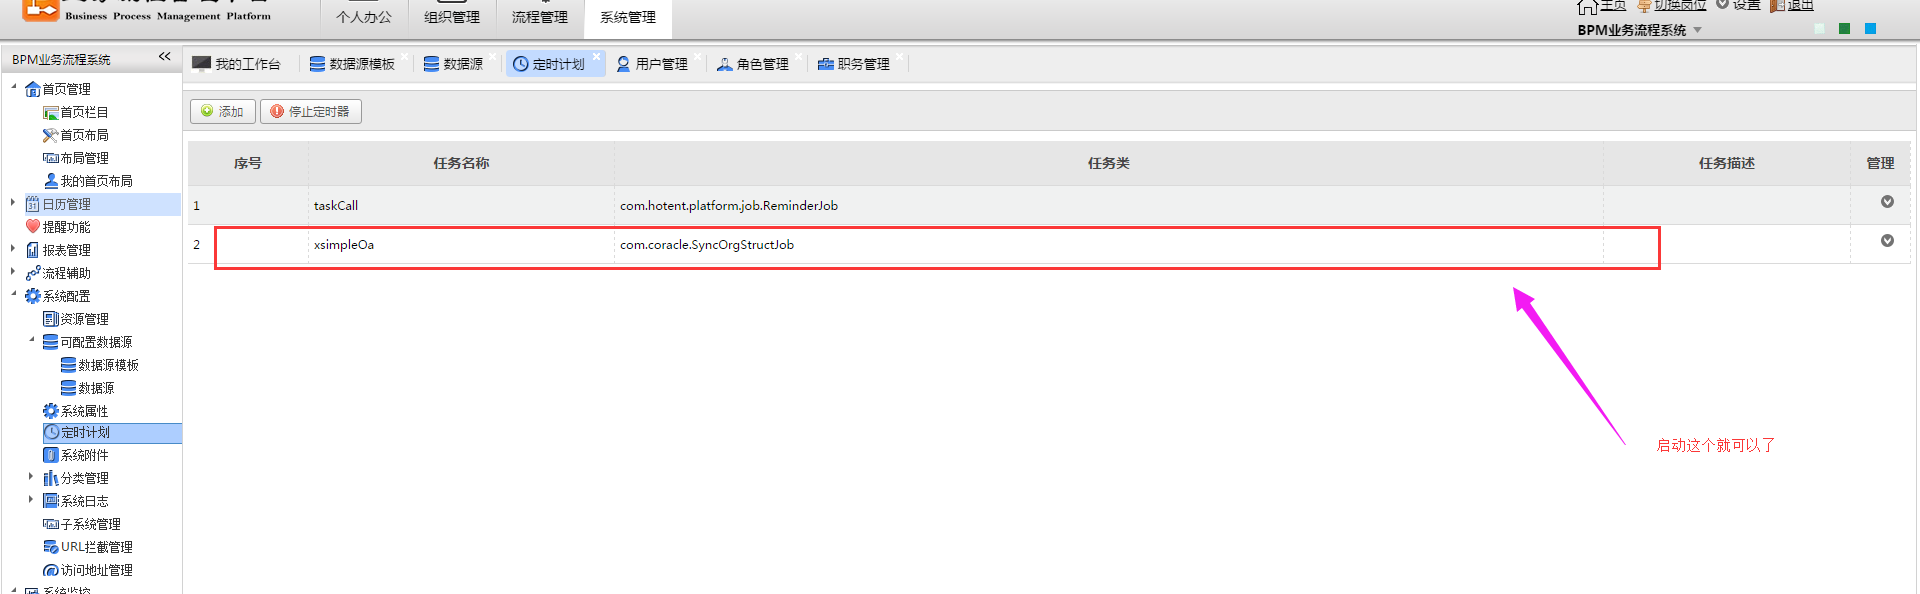 Business Process Management Platform
个人办公 组织管理 流程管理 系统管理
主页 切换岗位 设置 退出
BPM业务流程系统
BPM业务流程系统
我的工作台 数据源模板 数据源 定时计划 用户管理 角色管理 职务管理
首页管理
首页栏目
首页布局
布局管理
我的首页布局
日历管理
提醒功能
报表管理
流程辅助
系统配置
资源管理
可配置数据源
数据源模板
数据源
系统属性
定时计划
系统附件
分类管理
系统日志
子系统管理
URL拦截管理
访问地址管理
系统监控
添加 停止定时器
序号 任务名称 任务类 任务描述 管理
1 taskCall com.hotent.platform.job.ReminderJob
2 xsimpleOa com.coracle.SyncOrgStructJob
启动这个就可以了